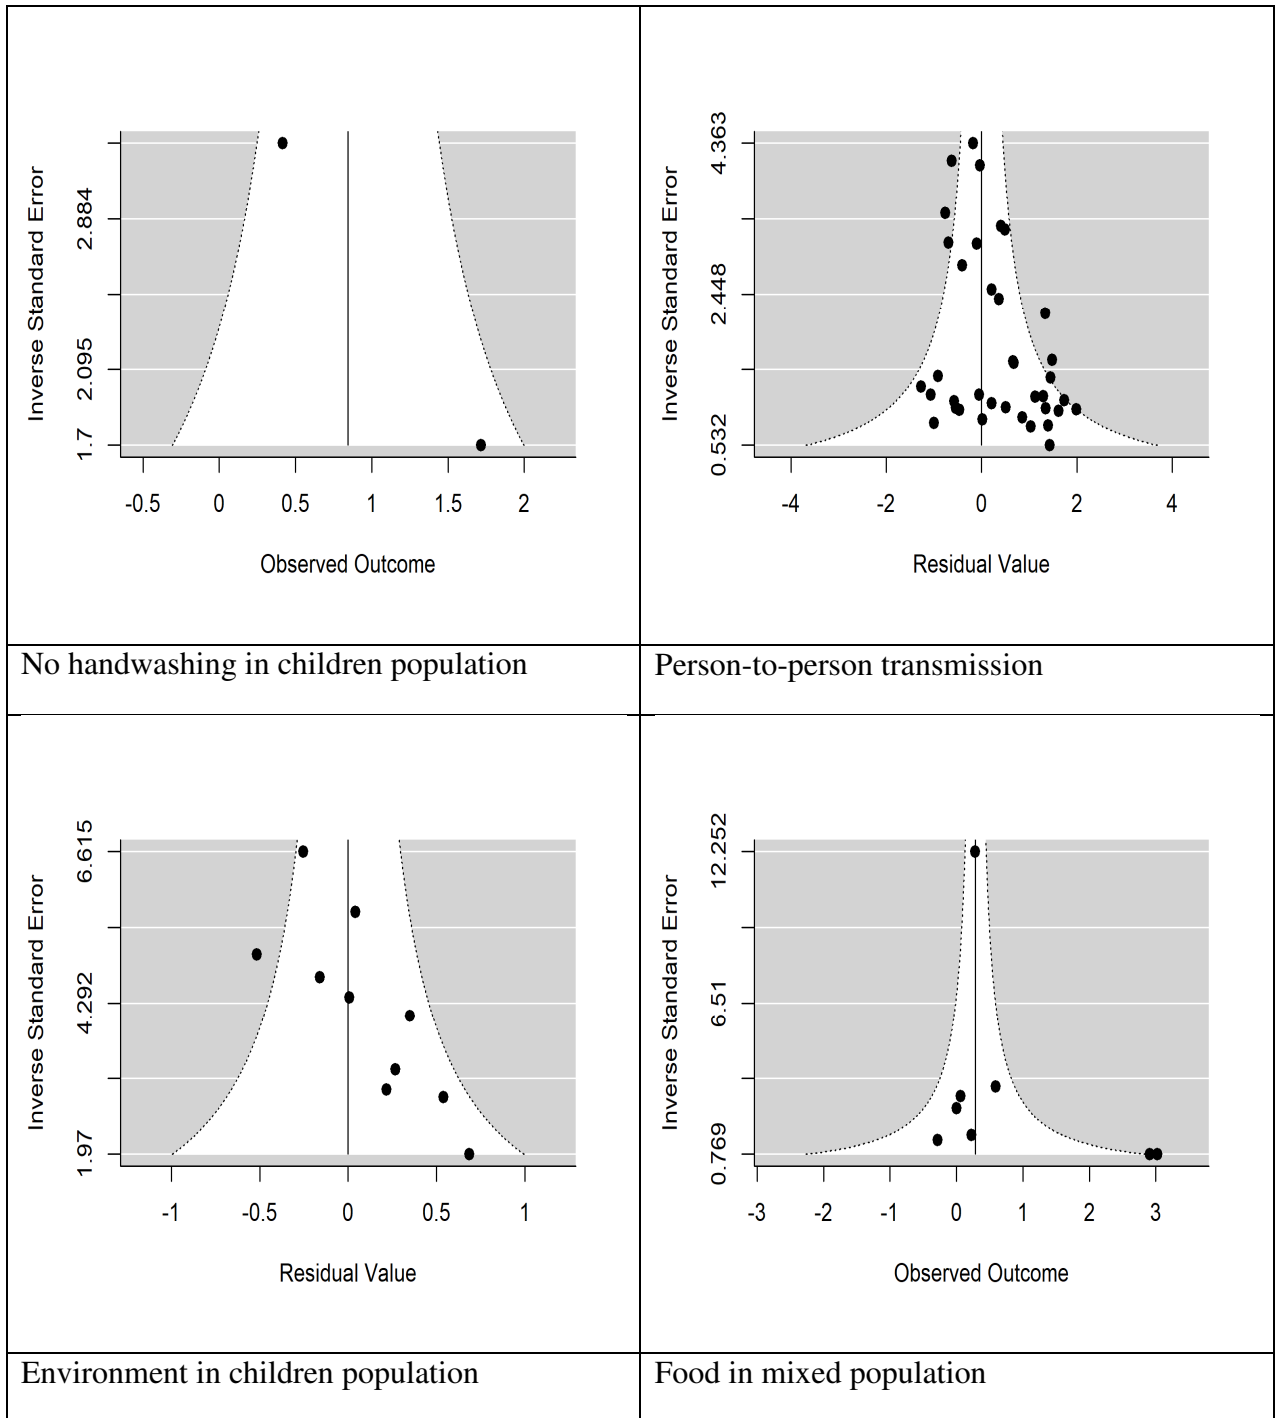 Inverse Standard Error
2.884
2.095
1.7
-0.5 0 0.5 1 1.5 2
Observed Outcome
Inverse Standard Error
4.363
2.448
0.532
-4 -2 0 2 4
Residual Value
No handwashing in children population
Person-to-person transmission
Inverse Standard Error
6.615
4.292
1.97
-1 -0.5 0 0.5 1
Residual Value
Inverse Standard Error
12.252
6.51
0.769
-3 -2 -1 0 1 2 3
Observed Outcome
Environment in children population
Food in mixed population